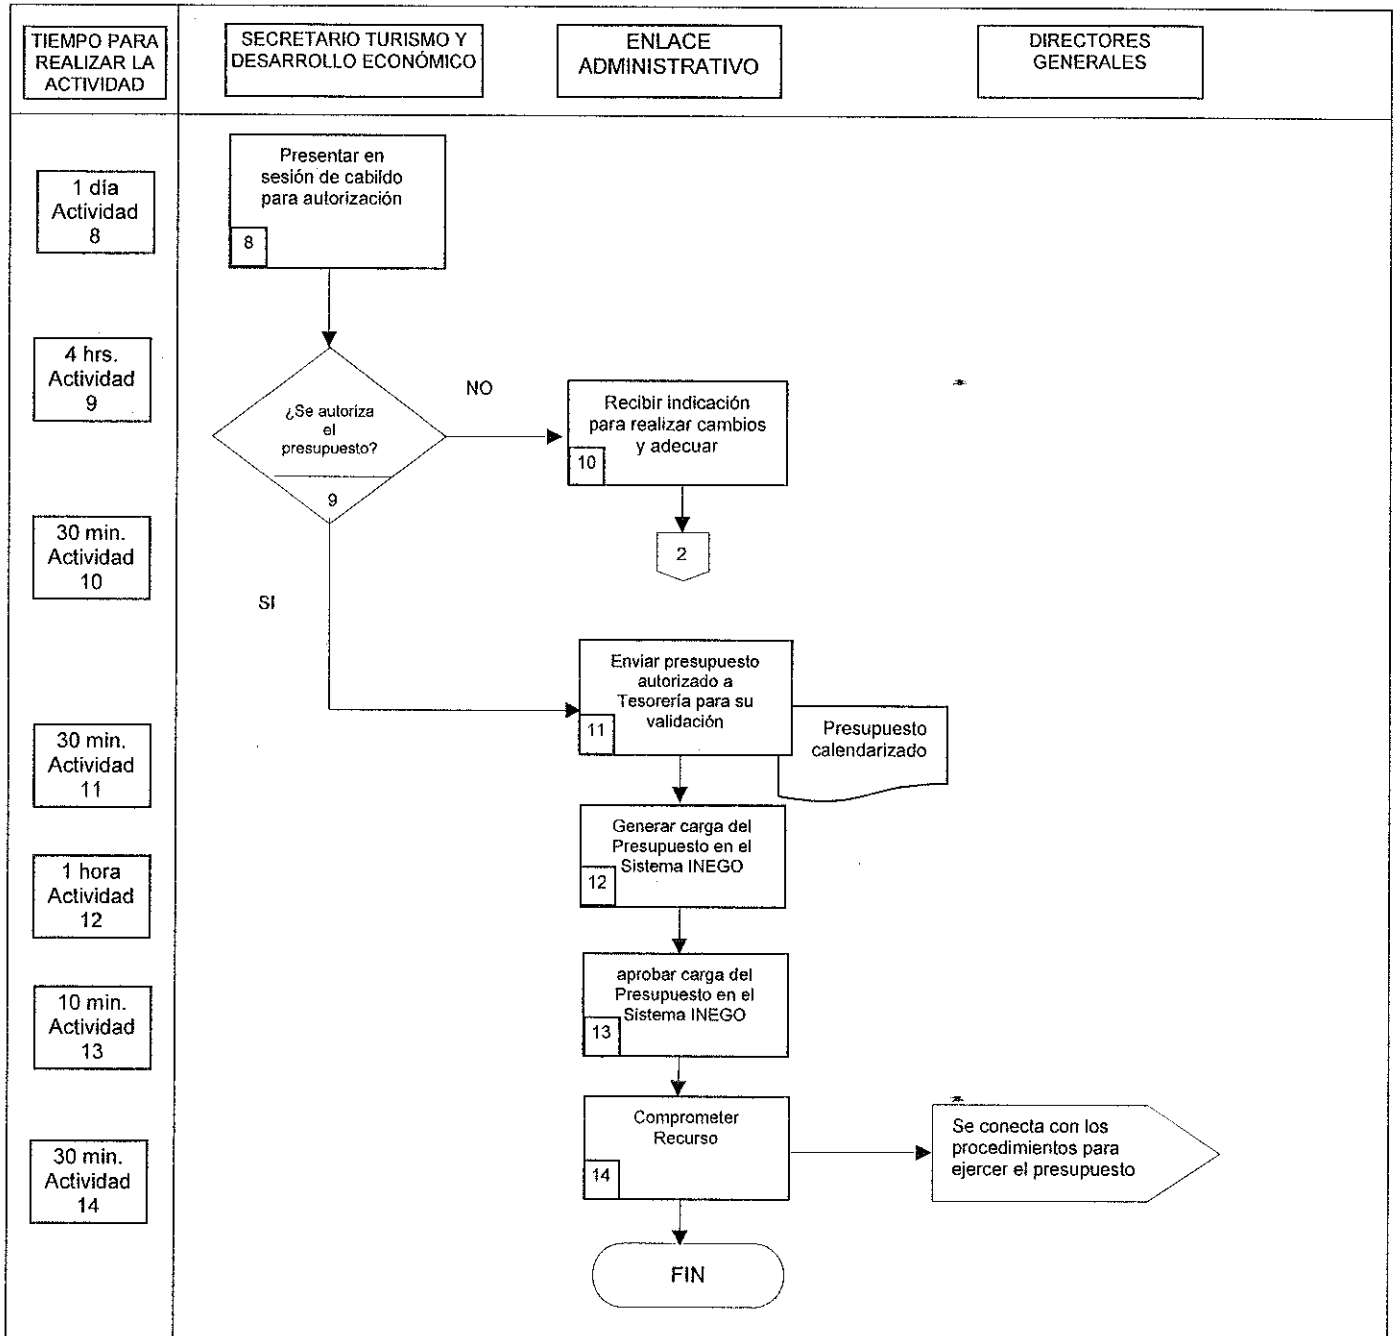 TIEMPO PARA
REALIZAR LA
ACTIVIDAD
SECRETARIO TURISMO Y
DESARROLLO ECONÓMICO
ENLACE
ADMINISTRATIVO
DIRECTORES
GENERALES
1 día
Actividad
8
Presentar en
sesión de cabildo
para autorización
8
4 hrs.
Actividad
9
¿Se autoriza
el
presupuesto?
9
NO
Recibir indicación
para realizar cambios
y adecuar
10
30 min.
Actividad
10
2
SI
Enviar presupuesto
autorizado a
Tesorería para su
validación
11
Presupuesto
calendarizado
30 min.
Actividad
11
Generar carga del
Presupuesto en el
Sistema INEGO
12
1 hora
Actividad
12
aprobar carga del
Presupuesto en el
Sistema INEGO
13
10 min.
Actividad
13
Comprometer
Recurso
14
Se conecta con los
procedimientos para
ejercer el presupuesto
30 min.
Actividad
14
FIN